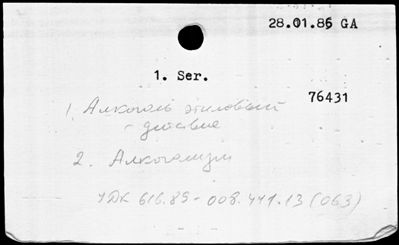 28.01.86 GA
1. Ser.
76431
1. Алкоголь этиловый
- действие
2. Алкоголизм
УДК 616.89-008.441.13 (063)